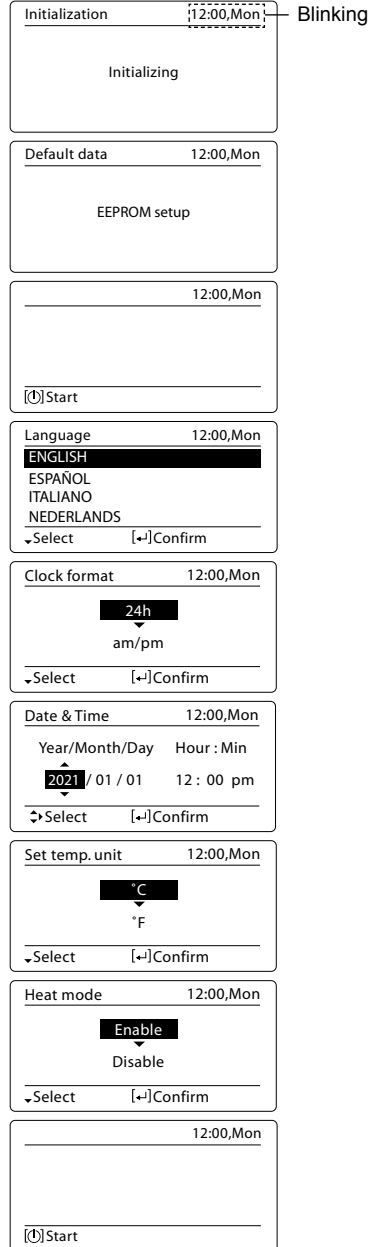 Initialization 12:00,Mon Blinking
Initializing
Default data 12:00,Mon
EEPROM setup
12:00,Mon
[⏻]Start
Language 12:00,Mon
ENGLISH
ESPAÑOL
ITALIANO
NEDERLANDS
Select [↵]Confirm
Clock format 12:00,Mon
24h
am/pm
Select [↵]Confirm
Date & Time 12:00,Mon
Year/Month/Day Hour : Min
2021 / 01 / 01 12 : 00 pm
Select [↵]Confirm
Set temp. unit 12:00,Mon
˚C
˚F
Select [↵]Confirm
Heat mode 12:00,Mon
Enable
Disable
Select [↵]Confirm
12:00,Mon
[⏻]Start